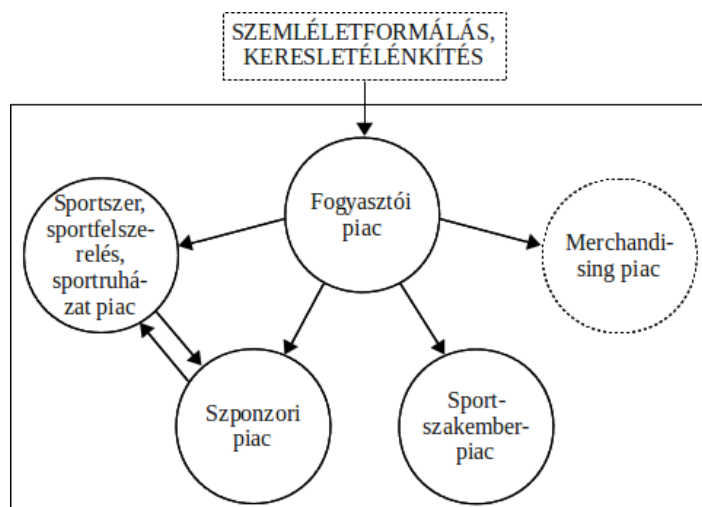 SZEMLÉLETFORMÁLÁS,
KERESLETÉLÉNKÍTÉS
Fogyasztói
piac
Sportszer,
sportfelsze-
relés,
sportruhá-
zat piac
Merchandi-
sing piac
Szponzori
piac
Sport-
szakember-
piac